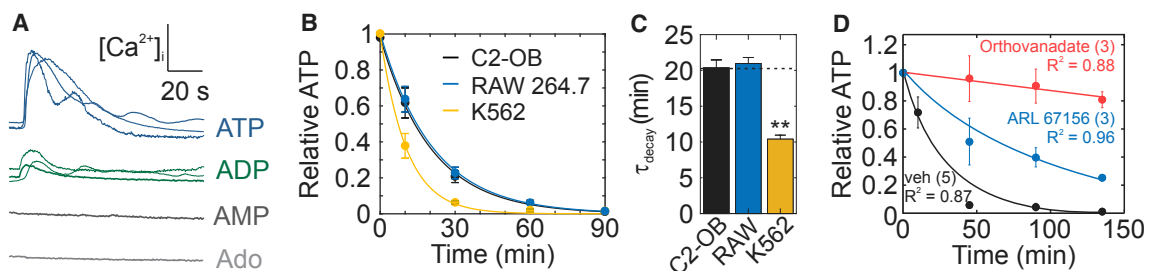 A
[Ca²⁺]ᵢ
20 s
ATP
ADP
AMP
Ado
B
Relative ATP
1
0.8
0.6
0.4
0.2
0
C2-OB
RAW 264.7
K562
0 30 60 90
Time (min)
C
τdecay (min)
25
20
15
10
5
0
**
C2-OB
RAW
K562
D
Relative ATP
1.2
1
0.8
0.6
0.4
0.2
0
Orthovanadate (3)
R² = 0.88
ARL 67156 (3)
R² = 0.96
veh (5)
R² = 0.87
0 50 100 150
Time (min)